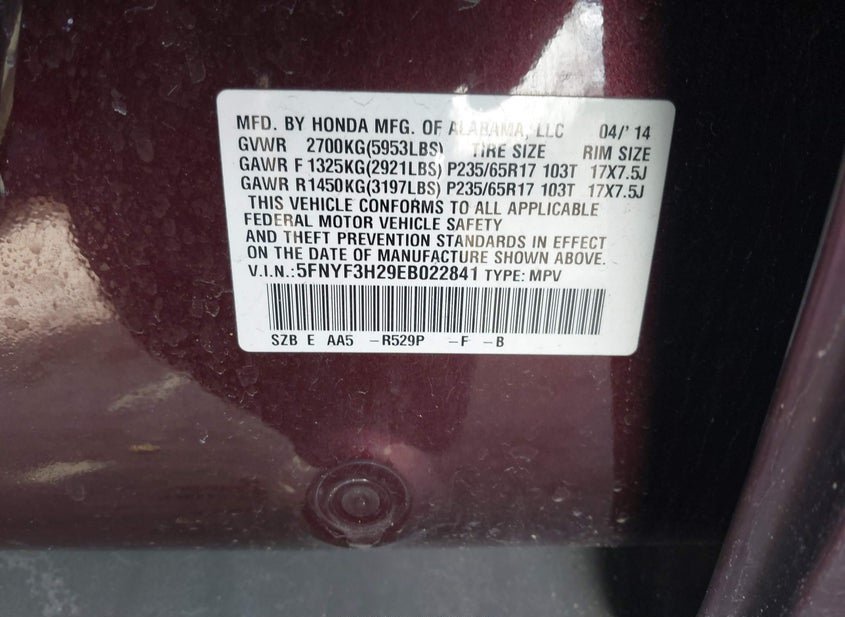 MFD. BY HONDA MFG. OF ALABAMA, LLC 04/'14
GVWR 2700KG(5953LBS) TIRE SIZE RIM SIZE
GAWR F 1325KG(2921LBS) P235/65R17 103T 17X7.5J
GAWR R1450KG(3197LBS) P235/65R17 103T 17X7.5J
THIS VEHICLE CONFORMS TO ALL APPLICABLE
FEDERAL MOTOR VEHICLE SAFETY
AND THEFT PREVENTION STANDARDS IN EFFECT
ON THE DATE OF MANUFACTURE SHOWN ABOVE.
V.I.N.:5FNYF3H29EB022841 TYPE: MPV
SZB E AA5 -R529P -F -B